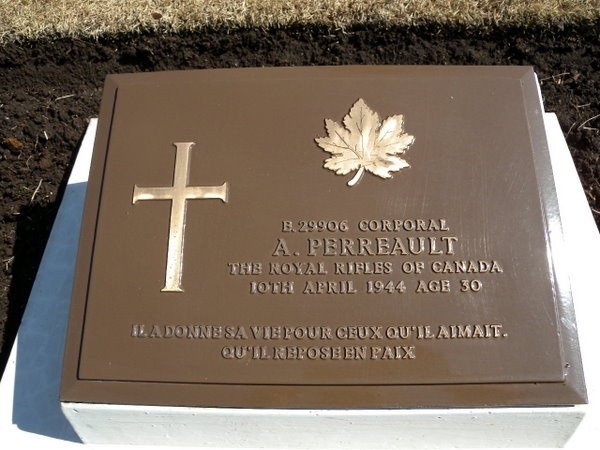 E.29906 CORPORAL
A. PERREAULT
THE ROYAL RIFLES OF CANADA
10TH APRIL 1944 AGE 30
IL A DONNE SA VIE POUR CEUX QU'IL AIMAIT.
QU'IL REPOSE EN PAIX